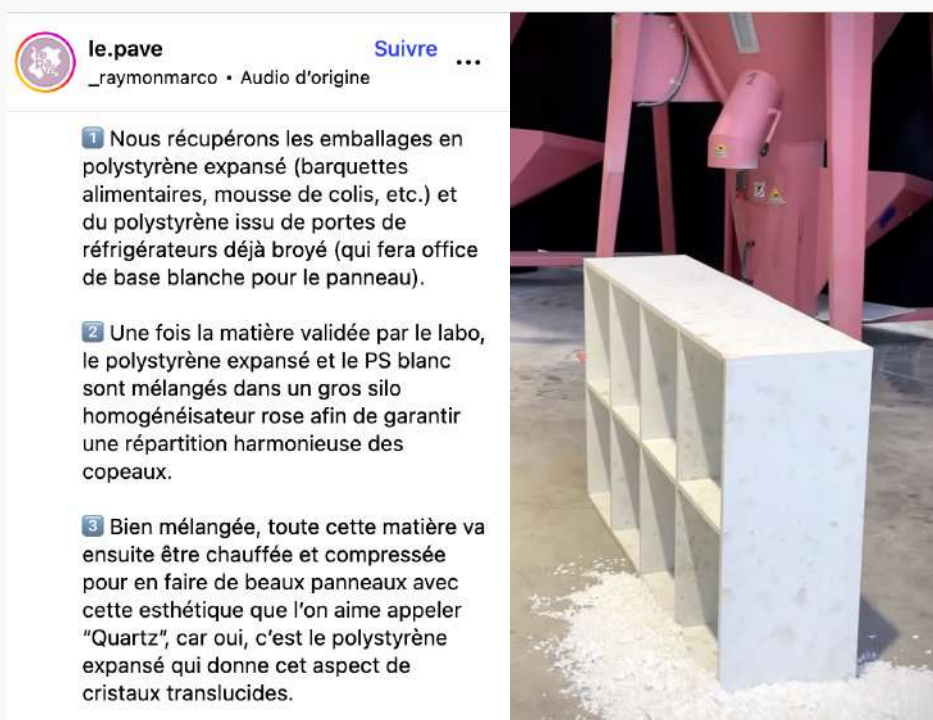 le.pave
Suivre
...
_raymonmarco • Audio d'origine
1️⃣ Nous récupérons les emballages en
polystyrène expansé (barquettes
alimentaires, mousse de colis, etc.) et
du polystyrène issu de portes de
réfrigérateurs déjà broyé (qui fera office
de base blanche pour le panneau).
2️⃣ Une fois la matière validée par le labo,
le polystyrène expansé et le PS blanc
sont mélangés dans un gros silo
homogénéisateur rose afin de garantir
une répartition harmonieuse des
copeaux.
3️⃣ Bien mélangée, toute cette matière va
ensuite être chauffée et compressée
pour en faire de beaux panneaux avec
cette esthétique que l'on aime appeler
"Quartz", car oui, c'est le polystyrène
expansé qui donne cet aspect de
cristaux translucides.